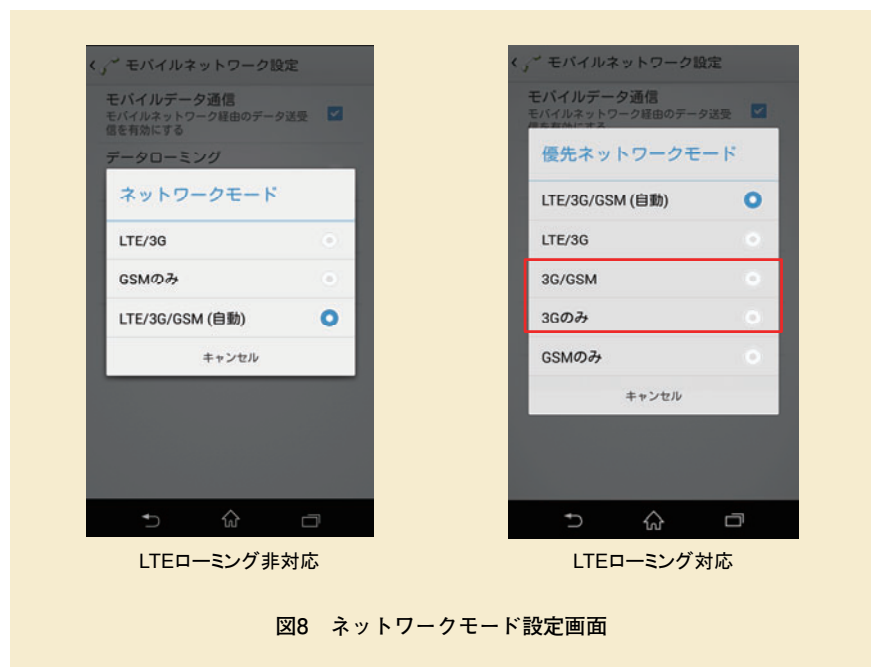 モバイルネットワーク設定
モバイルデータ通信
モバイルネットワーク経由のデータ送受
信を有効にする
データローミング
ネットワークモード
LTE/3G
GSMのみ
LTE/3G/GSM (自動)
キャンセル
LTEローミング非対応
モバイルネットワーク設定
モバイルデータ通信
モバイルネットワーク経由のデータ送受
信を有効にする
優先ネットワークモード
LTE/3G/GSM (自動)
LTE/3G
3G/GSM
3Gのみ
GSMのみ
キャンセル
LTEローミング対応
図8 ネットワークモード設定画面